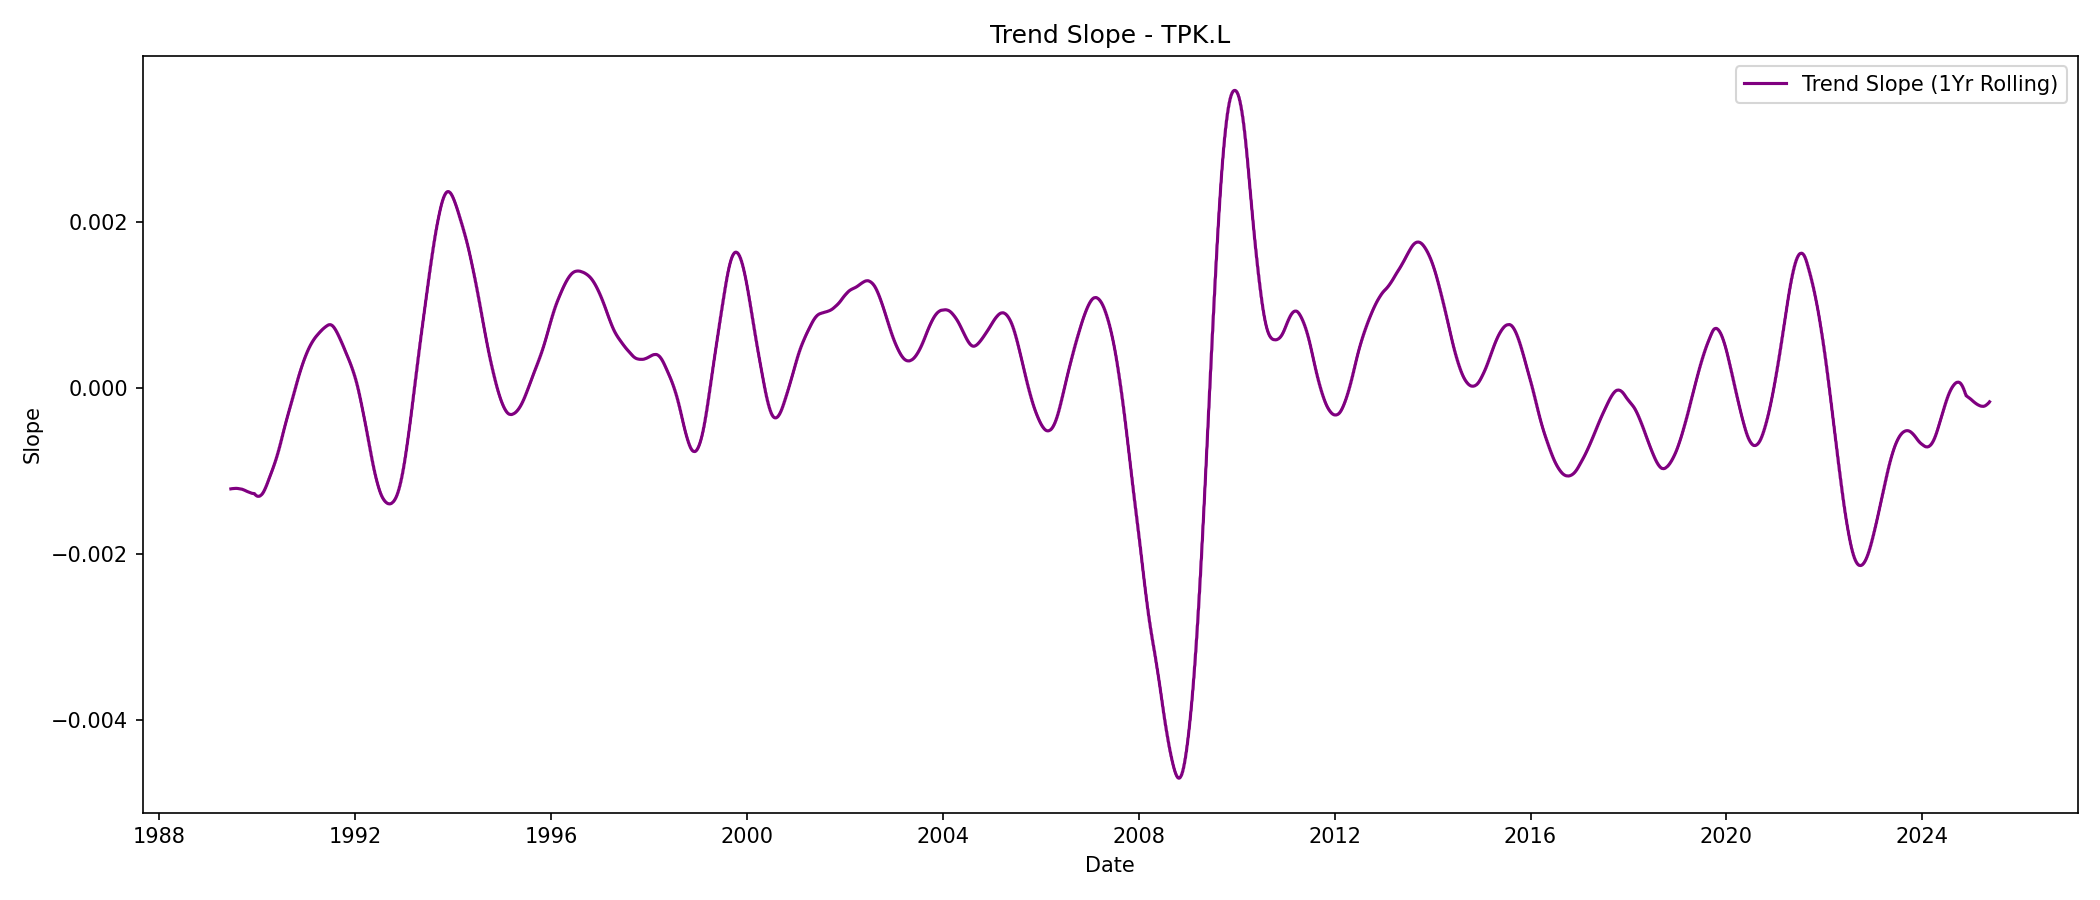 Trend Slope - TPK.L
Trend Slope (1Yr Rolling)
Slope
0.002
0.000
−0.002
−0.004
1988 1992 1996 2000 2004 2008 2012 2016 2020 2024
Date